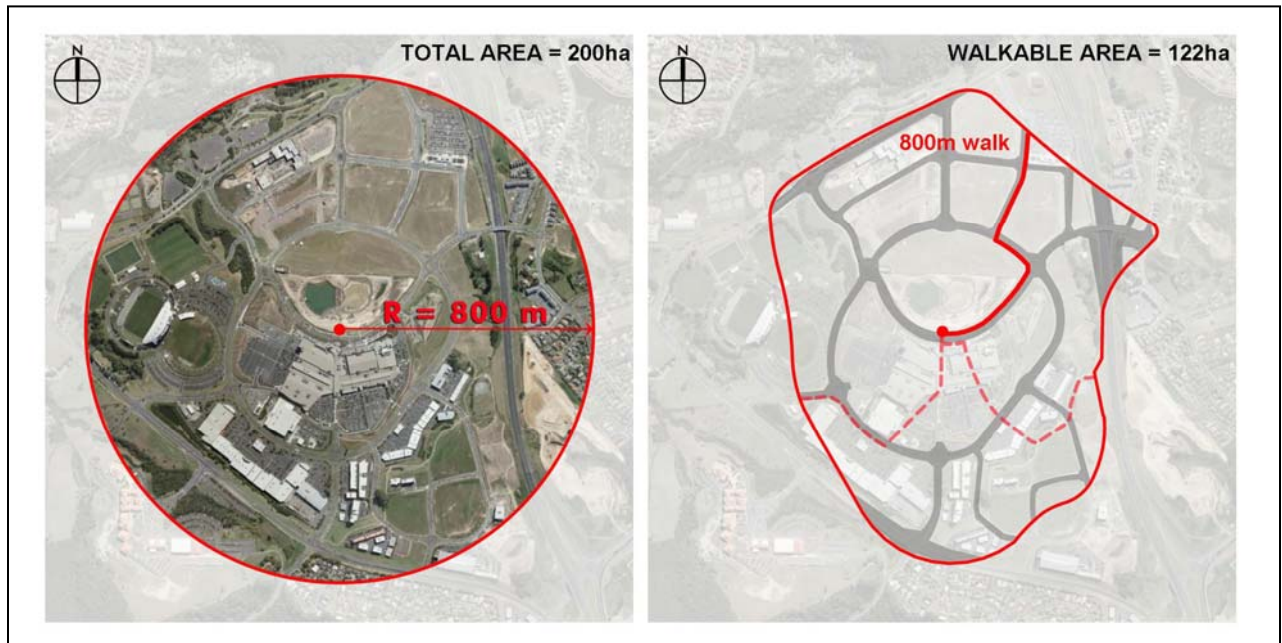 N
TOTAL AREA = 200ha
R = 800 m
N
WALKABLE AREA = 122ha
800m walk